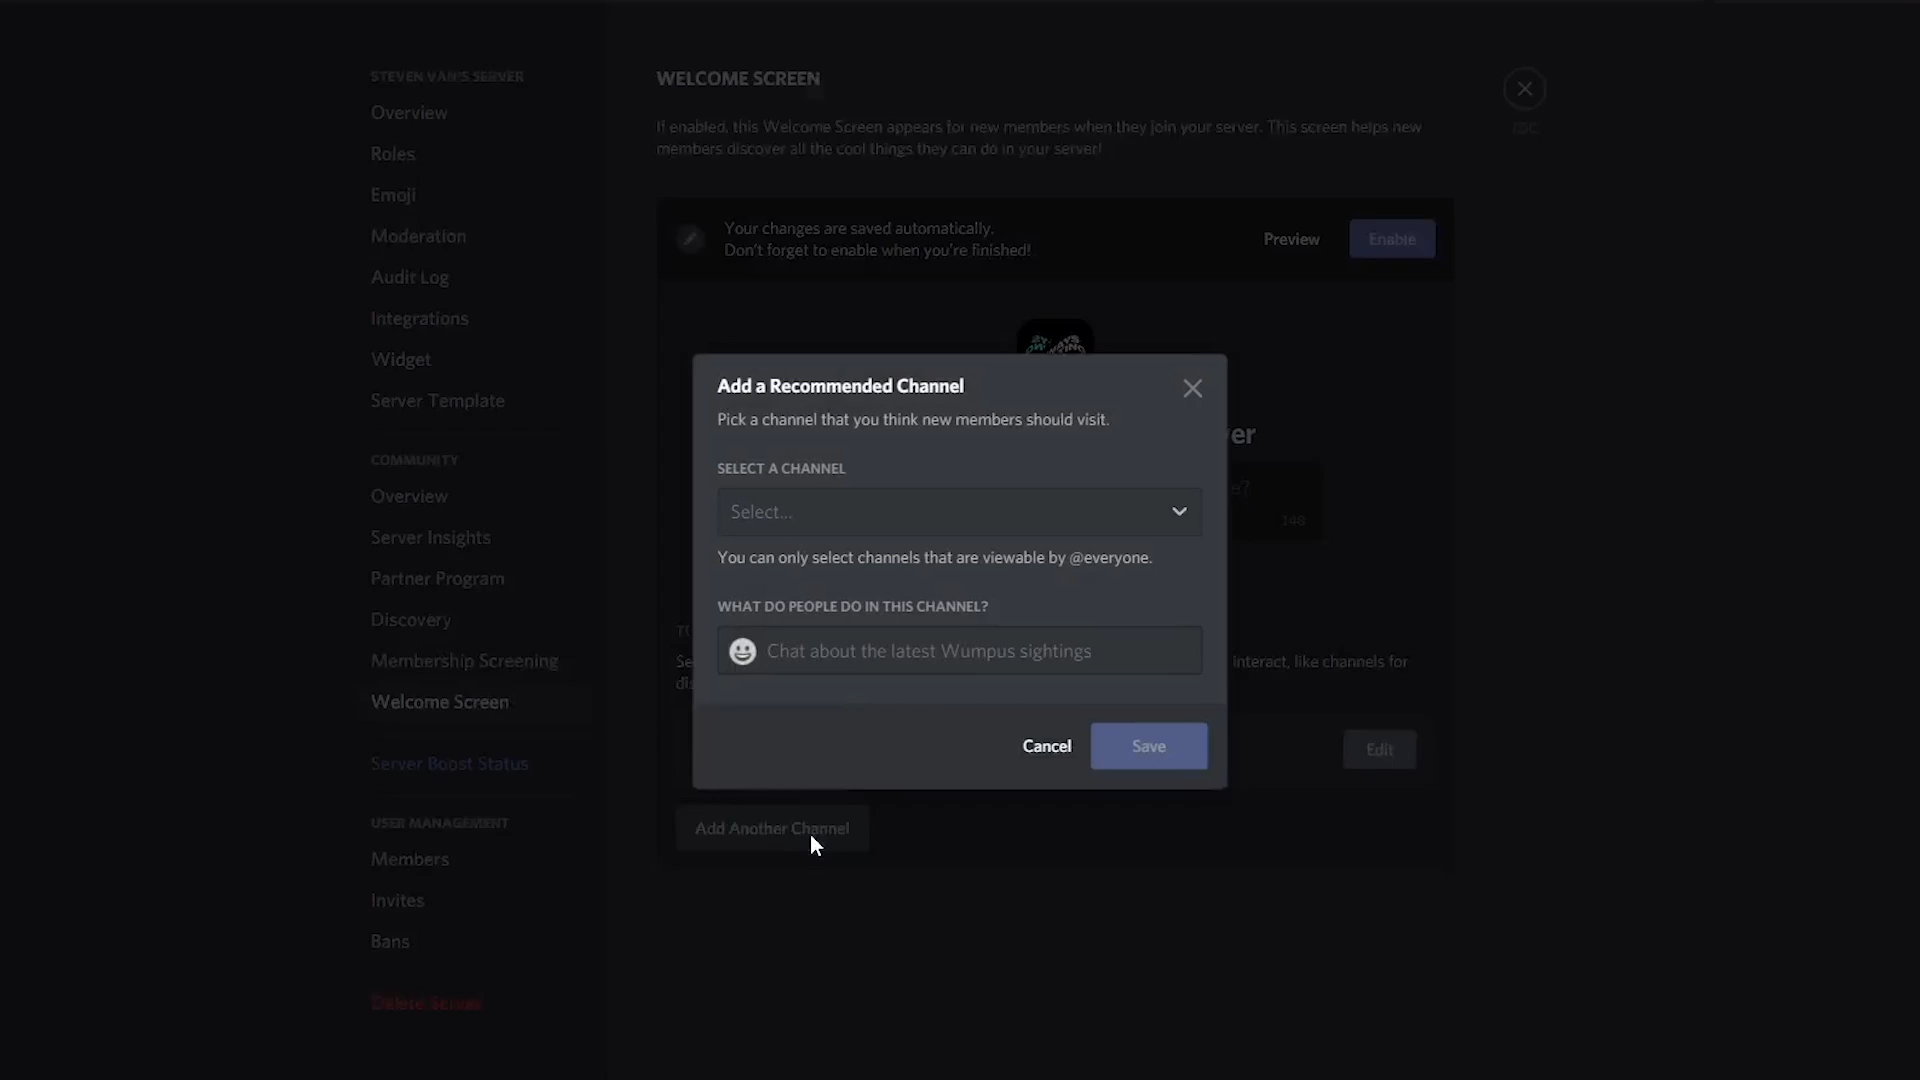 STEVEN VAN'S SERVER
Overview
Roles
Emoji
Moderation
Audit Log
Integrations
Widget
Server Template
COMMUNITY
Overview
Server Insights
Partner Program
Discovery
Membership Screening
Welcome Screen
Server Boost Status
USER MANAGEMENT
Members
Invites
Bans
Delete Server
WELCOME SCREEN
If enabled, this Welcome Screen appears for new members when they join your server. This screen helps new
members discover all the cool things they can do in your server!
ESC
Your changes are saved automatically.
Don't forget to enable when you're finished!
Preview
Enable
Add a Recommended Channel
Pick a channel that you think new members should visit.
SELECT A CHANNEL
Select...
You can only select channels that are viewable by @everyone.
WHAT DO PEOPLE DO IN THIS CHANNEL?
Chat about the latest Wumpus sightings
Cancel
Save
140
interact, like channels for
Edit
Add Another Channel